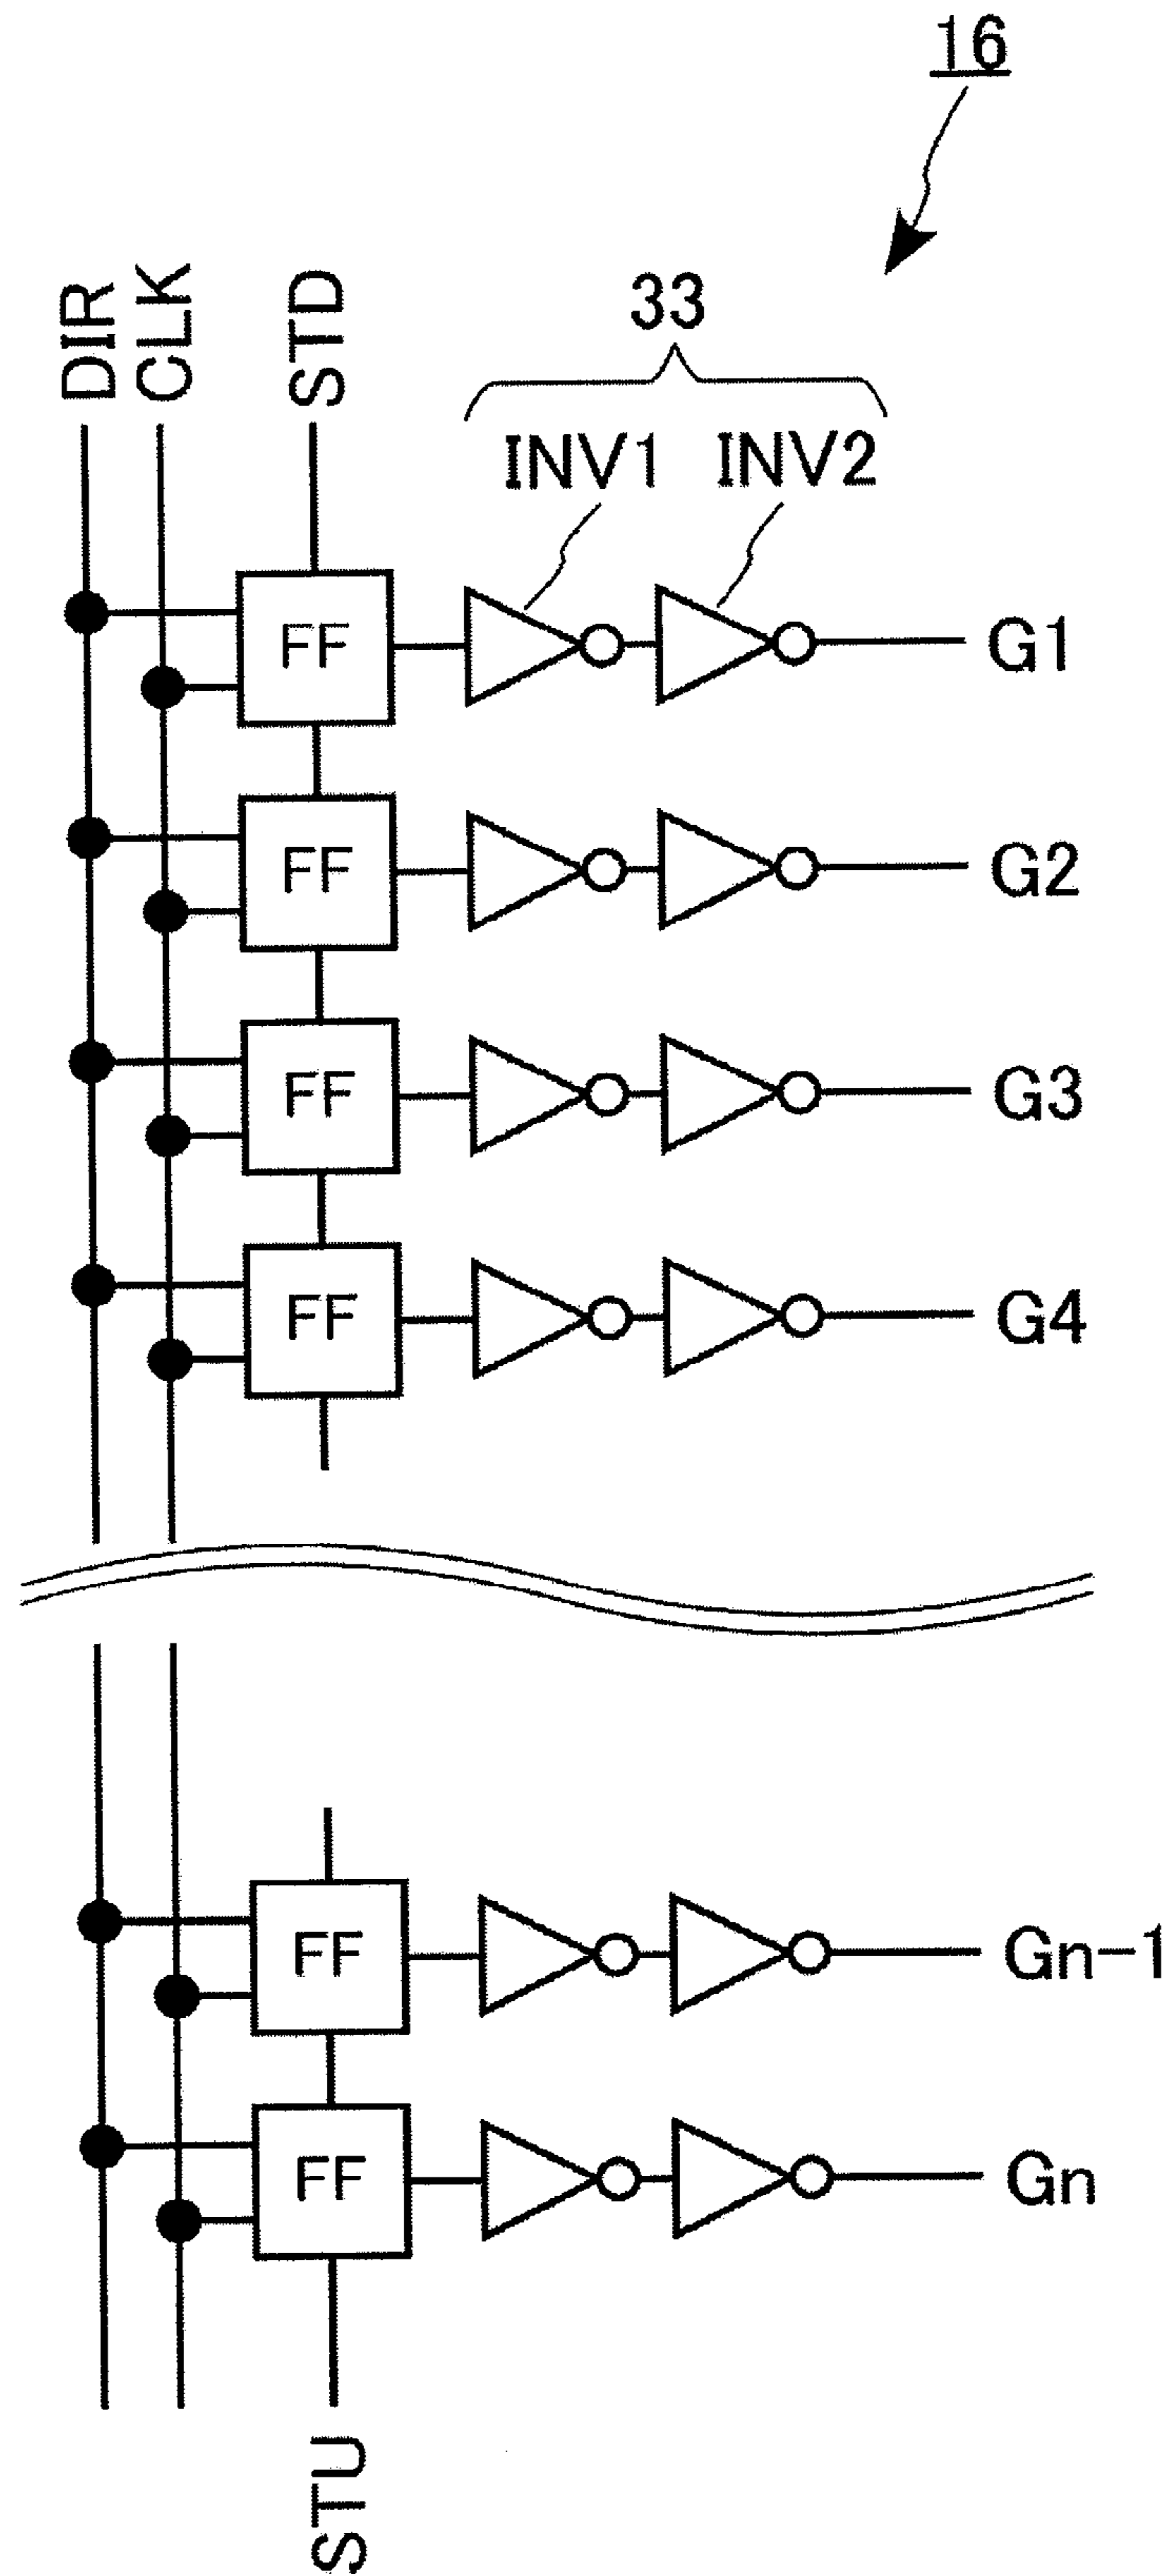 16
DIR
CLK
STD
33
INV1 INV2
FF G1
FF G2
FF G3
FF G4
FF Gn-1
FF Gn
STU